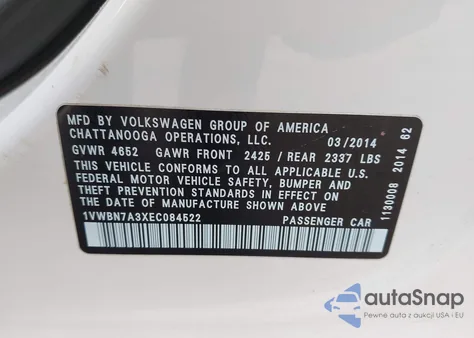 MFD BY VOLKSWAGEN GROUP OF AMERICA
CHATTANOOGA OPERATIONS, LLC. 03/2014
GVWR 4652 GAWR FRONT 2425 / REAR 2337 LBS
THIS VEHICLE CONFORMS TO ALL APPLICABLE U.S.
FEDERAL MOTOR VEHICLE SAFETY, BUMPER AND
THEFT PREVENTION STANDARDS IN EFFECT ON
THE DATE OF MANUFACTURE SHOWN ABOVE
1VWBN7A3XEC084522 PASSENGER CAR
1130008 2014 62
autoSnap
Pewne auta z aukcji USA i EU